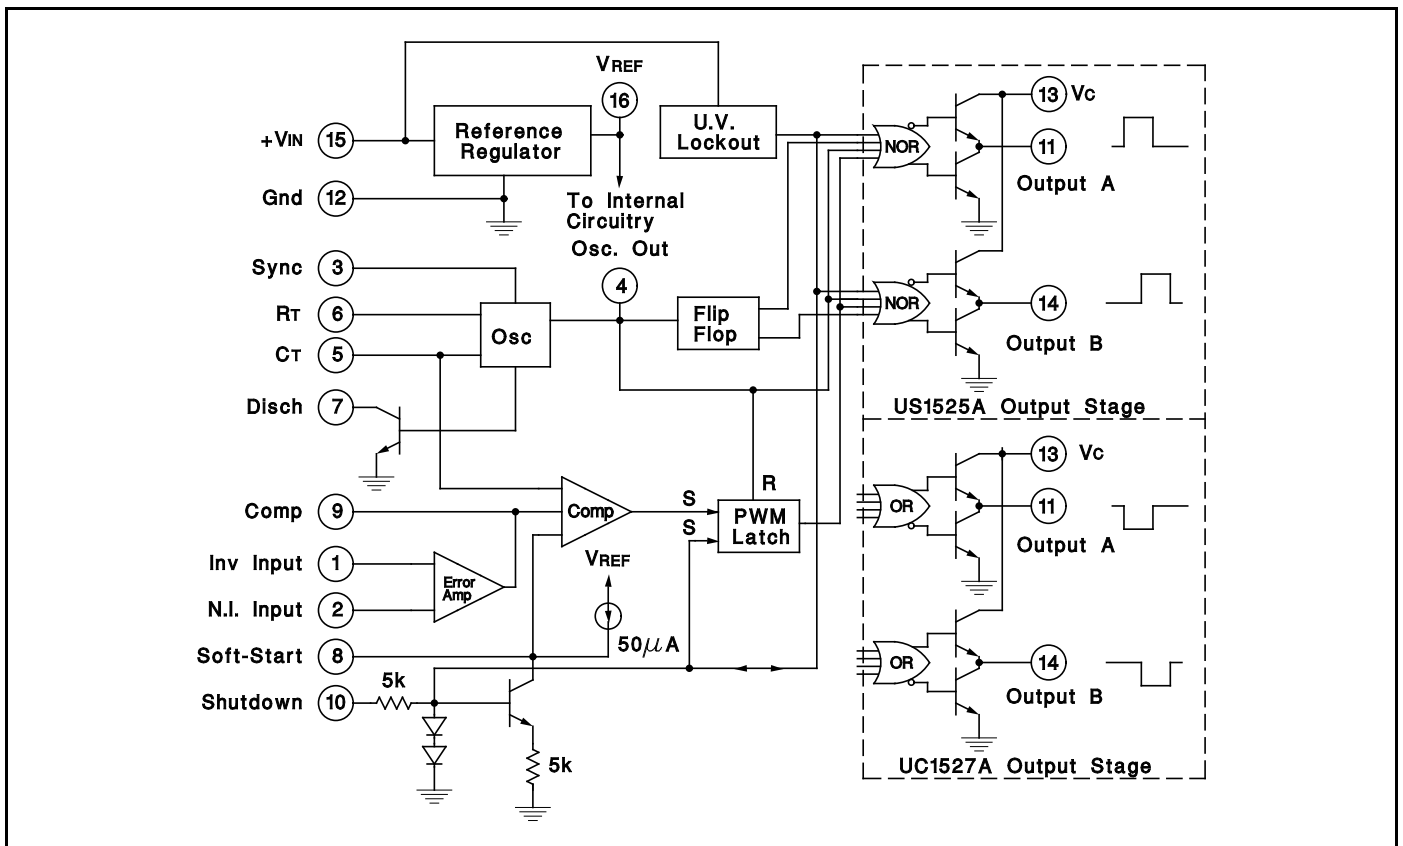 VREF
16
+VIN 15
Reference
Regulator
U.V.
Lockout
Gnd 12
To Internal
Circuitry
Osc. Out
4
Sync 3
RT 6
CT 5
Osc
Flip
Flop
Disch 7
Comp 9
Comp
S
S
R
PWM
Latch
Inv Input 1
N.I. Input 2
Error
Amp
VREF
50μA
Soft-Start 8
5k
Shutdown 10
5k
13 VC
NOR
11
Output A
NOR
14
Output B
US1525A Output Stage
13 VC
OR
11
Output A
OR
14
Output B
UC1527A Output Stage